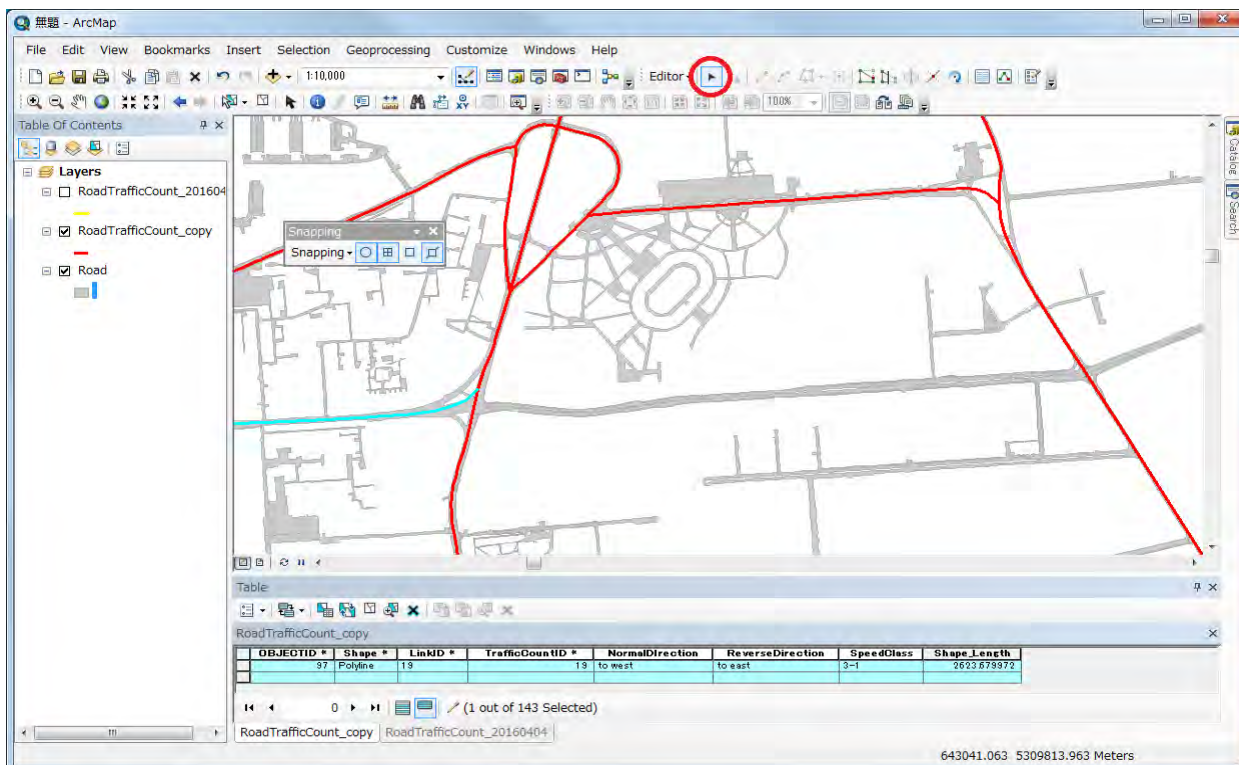 無題 - ArcMap
File Edit View Bookmarks Insert Selection Geoprocessing Customize Windows Help
1:10,000 Editor
100%
Table Of Contents
Layers
RoadTrafficCount_201604
RoadTrafficCount_copy
Road
Snapping
Snapping
Catalog
Search
Table
RoadTrafficCount_copy
OBJECTID * Shape * LinkID * TrafficCountID * NormalDirection ReverseDirection SpeedClass Shape_Length
97 Polyline 19 19 to west to east 3-1 2623.579972
0 (1 out of 143 Selected)
RoadTrafficCount_copy RoadTrafficCount_20160404
643041.063 5309813.963 Meters